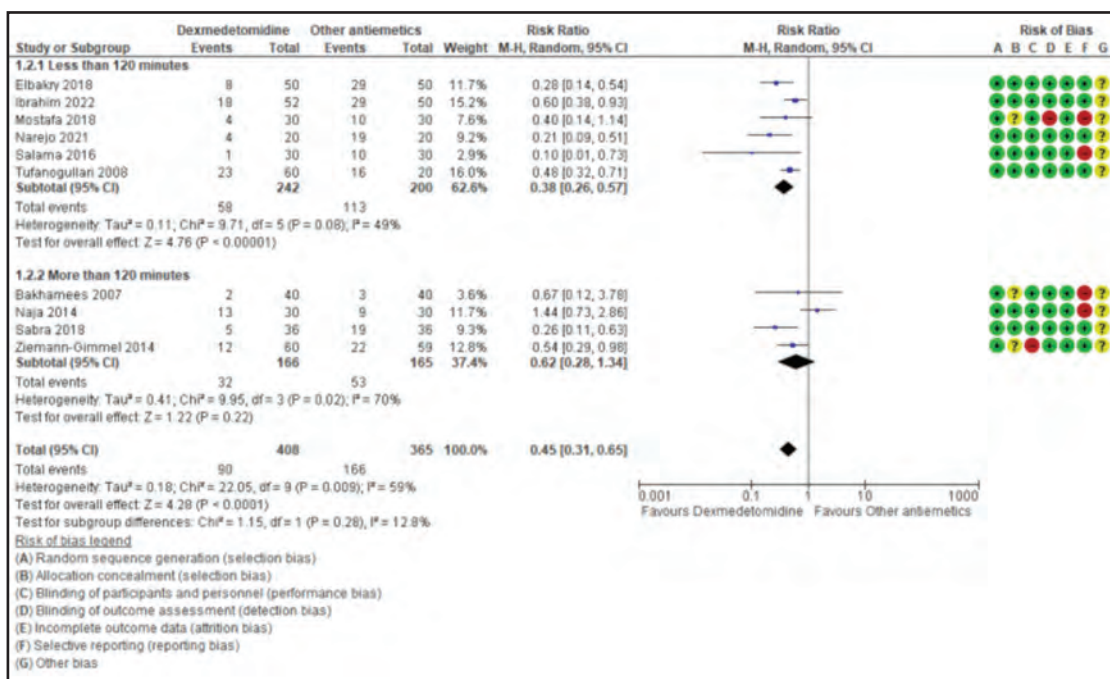 Dexmedetomidine Other antiemetics Risk Ratio Risk Ratio Risk of Bias
Study or Subgroup Events Total Events Total Weight M-H, Random, 95% CI M-H, Random, 95% CI A B C D E F G
1.2.1 Less than 120 minutes
Elbakry 2018 8 50 29 50 11.7% 0.28 [0.14, 0.54] + + + + + + ?
Ibrahim 2022 18 52 29 50 15.2% 0.60 [0.38, 0.93] + + + + + + ?
Mostafa 2018 4 30 10 30 7.6% 0.40 [0.14, 1.14] + ? + - + - ?
Narejo 2021 4 20 19 20 9.2% 0.21 [0.09, 0.51] + + + + + + ?
Salama 2016 1 30 10 30 2.9% 0.10 [0.01, 0.73] + + + + + - ?
Tufanogullari 2008 23 60 16 20 16.0% 0.48 [0.32, 0.71] + + + + + + ?
Subtotal (95% CI) 242 200 62.6% 0.38 [0.26, 0.57]
Total events 58 113
Heterogeneity: Tau² = 0.11; Chi² = 9.71, df = 5 (P = 0.08); I² = 49%
Test for overall effect: Z = 4.76 (P < 0.00001)
1.2.2 More than 120 minutes
Bakhamees 2007 2 40 3 40 3.6% 0.67 [0.12, 3.78] + ? + + + - ?
Naja 2014 13 30 9 30 11.7% 1.44 [0.73, 2.86] + + + + + - ?
Sabra 2018 5 36 19 36 9.3% 0.26 [0.11, 0.63] + + + + + + ?
Ziemann-Gimmel 2014 12 60 22 59 12.8% 0.54 [0.29, 0.98] + ? - + + + ?
Subtotal (95% CI) 166 165 37.4% 0.62 [0.28, 1.34]
Total events 32 53
Heterogeneity: Tau² = 0.41; Chi² = 9.95, df = 3 (P = 0.02); I² = 70%
Test for overall effect: Z = 1.22 (P = 0.22)
Total (95% CI) 408 365 100.0% 0.45 [0.31, 0.65]
Total events 90 166
Heterogeneity: Tau² = 0.18; Chi² = 22.05, df = 9 (P = 0.009); I² = 59%
Test for overall effect: Z = 4.28 (P < 0.0001)
Test for subgroup differences: Chi² = 1.15, df = 1 (P = 0.28), I² = 12.8%
0.001 0.1 1 10 1000
Favours Dexmedetomidine Favours Other antiemetics
Risk of bias legend
(A) Random sequence generation (selection bias)
(B) Allocation concealment (selection bias)
(C) Blinding of participants and personnel (performance bias)
(D) Blinding of outcome assessment (detection bias)
(E) Incomplete outcome data (attrition bias)
(F) Selective reporting (reporting bias)
(G) Other bias